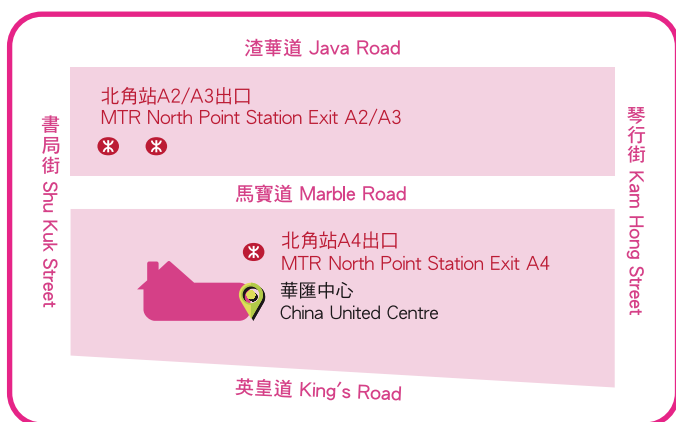 渣華道 Java Road
北角站A2/A3出口
MTR North Point Station Exit A2/A3
書局街 Shu Kuk Street
琴行街 Kam Hong Street
馬寶道 Marble Road
北角站A4出口
MTR North Point Station Exit A4
華匯中心
China United Centre
英皇道 King's Road